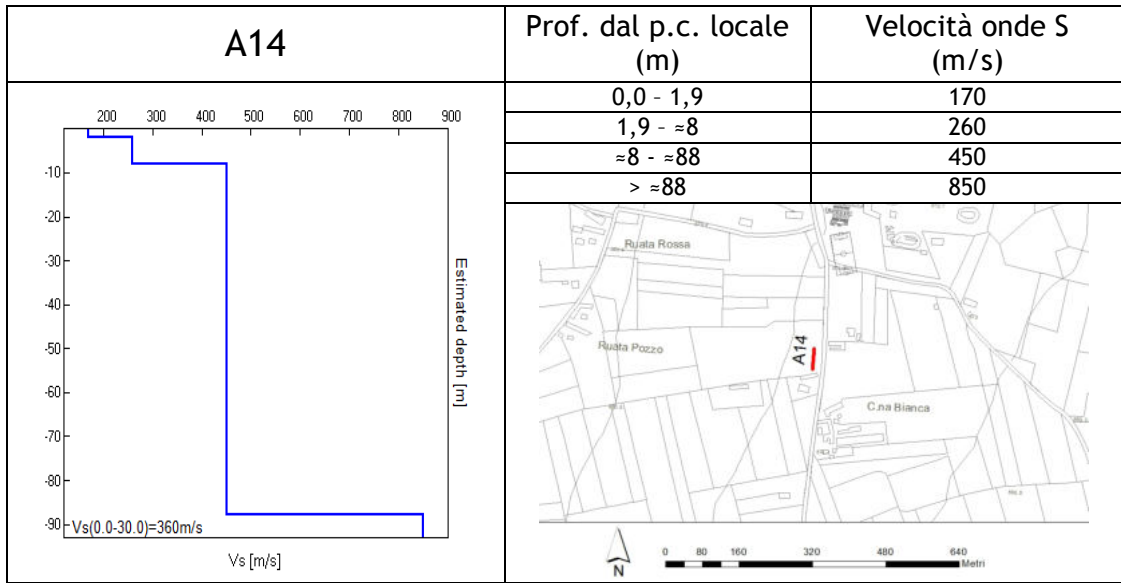 A14
Prof. dal p.c. locale
(m)
Velocità onde S
(m/s)
0,0 – 1,9 170
1,9 – ≈8 260
≈8 - ≈88 450
> ≈88 850
200 300 400 500 600 700 800 900
-10
-20
-30
-40
-50
-60
-70
-80
-90
Vs(0.0-30.0)=360m/s
Vs [m/s]
Estimated depth [m]
Ruata Rossa
Ruata Pozzo
A14
C.na Bianca
N
0 80 160 320 480 640
Metri